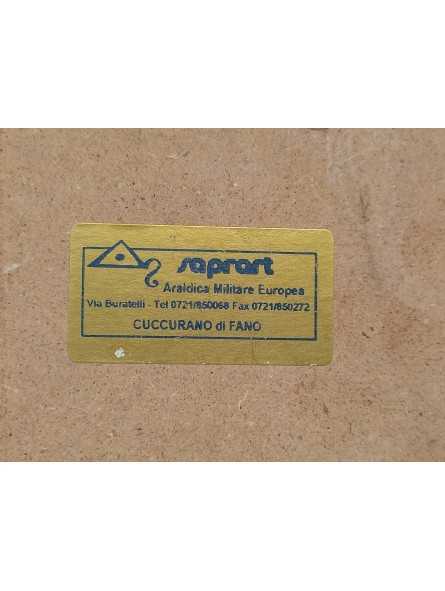 saprart
Araldica Militare Europea
Via Buratelli - Tel 0721/850068 Fax 0721/850272
CUCCURANO di FANO